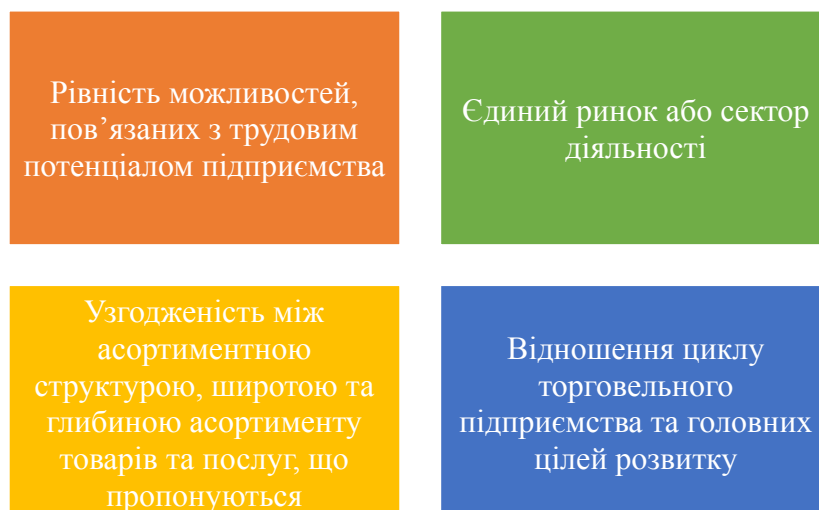 Рівність можливостей,
пов’язаних з трудовим
потенціалом підприємства
Єдиний ринок або сектор
діяльності
Узгодженість між
асортиментною
структурою, широтою та
глибиною асортименту
товарів та послуг, що
пропонуються
Відношення циклу
торговельного
підприємства та головних
цілей розвитку